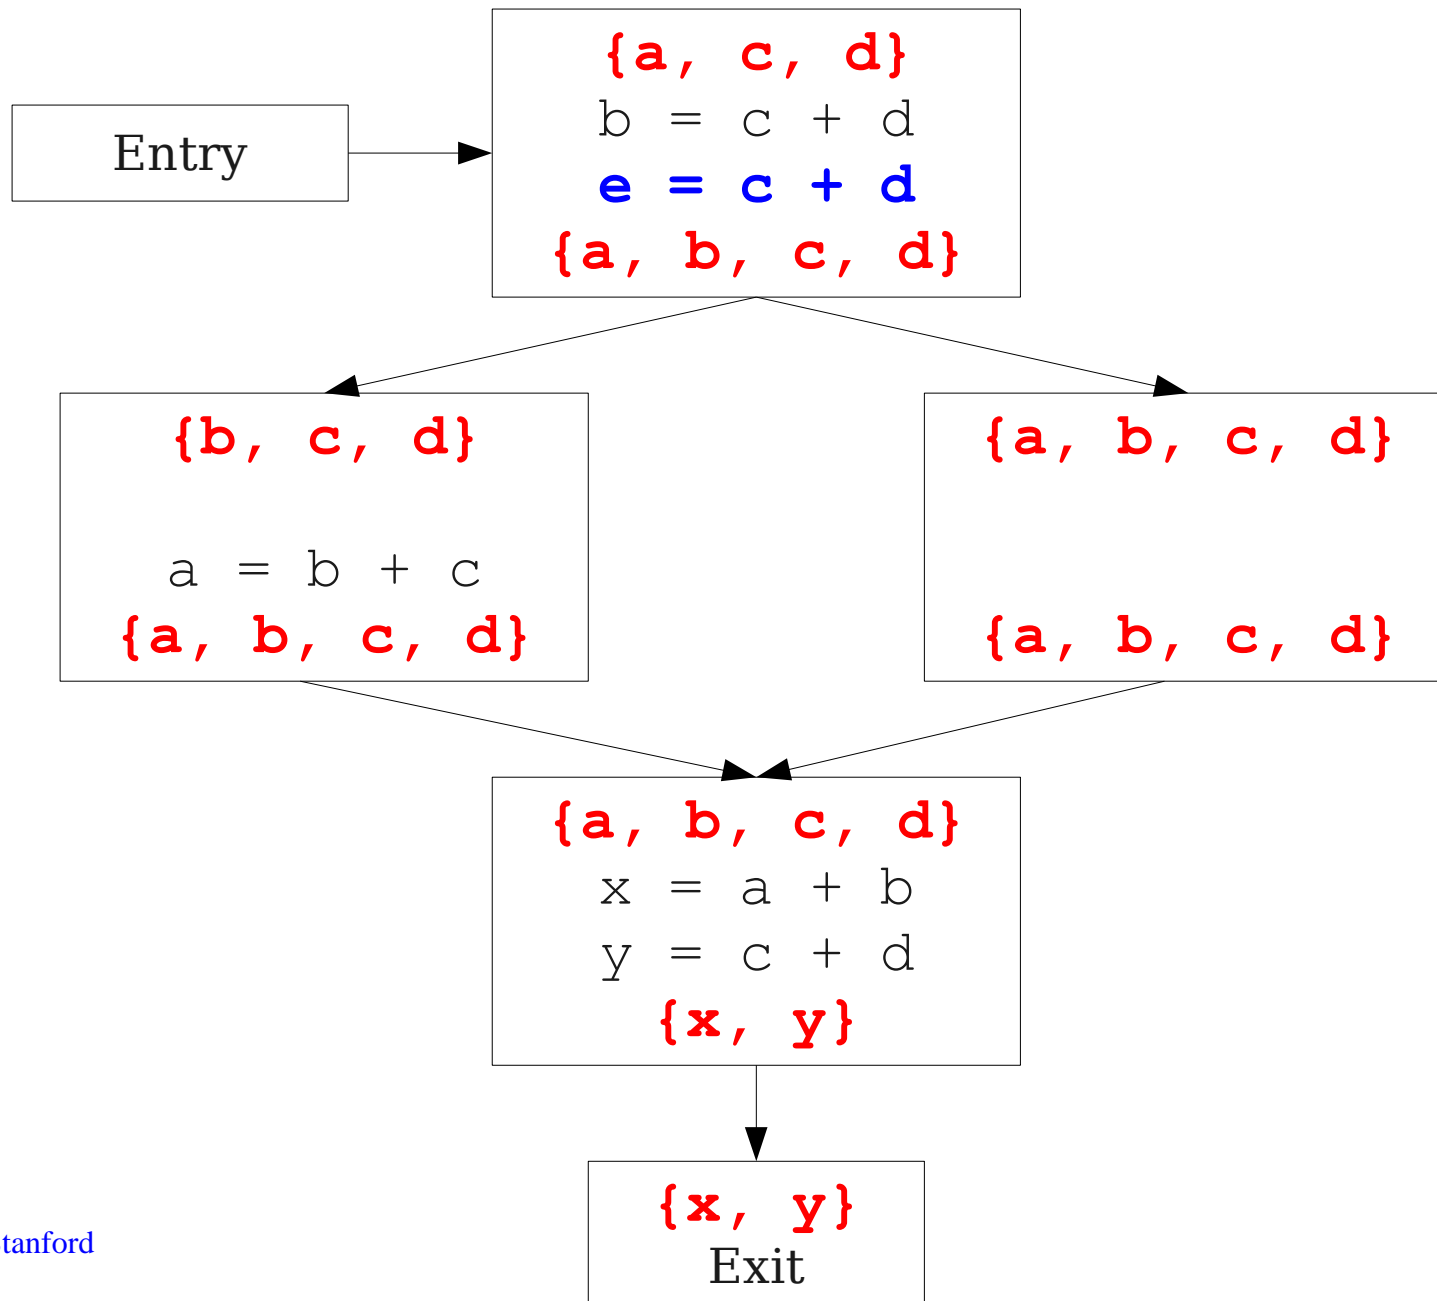 {a, c, d}
b = c + d
Entry
e = c + d
{a, b, c, d}
{b, c, d}
a = b + c
{a, b, c, d}
{a, b, c, d}
{a, b, c, d}
{a, b, c, d}
x = a + b
y = c + d
{x, y}
{x, y}
Exit
tanford